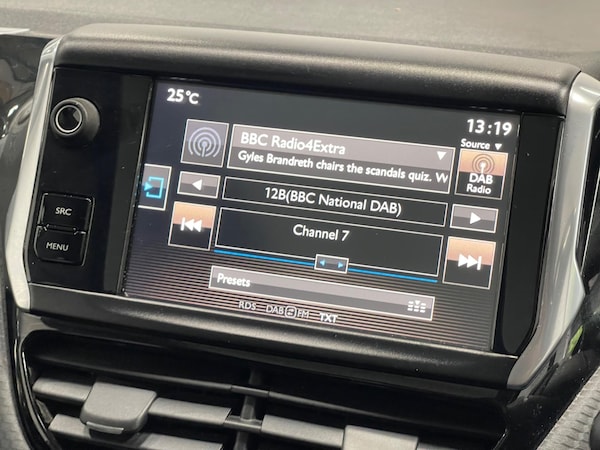 25°C
13:19
BBC Radio4Extra
Gyles Brandreth chairs the scandals quiz. W
Source
DAB
Radio
12B(BBC National DAB)
Channel 7
SRC
MENU
Presets
RDS DAB FM TXT